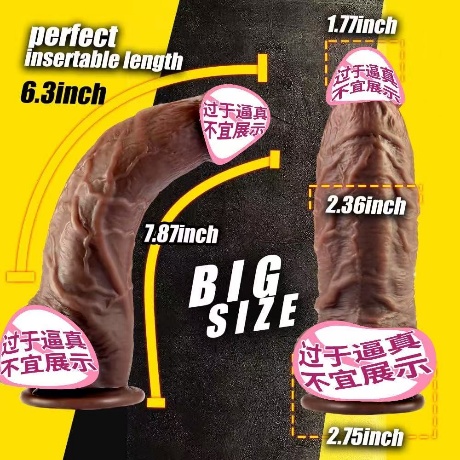 perfect
insertable length
6.3inch
1.77inch
过于逼真
不宜展示
过于逼真
不宜展示
7.87inch
2.36inch
BIG
SIZE
过于逼真
不宜展示
过于逼真
不宜展示
2.75inch